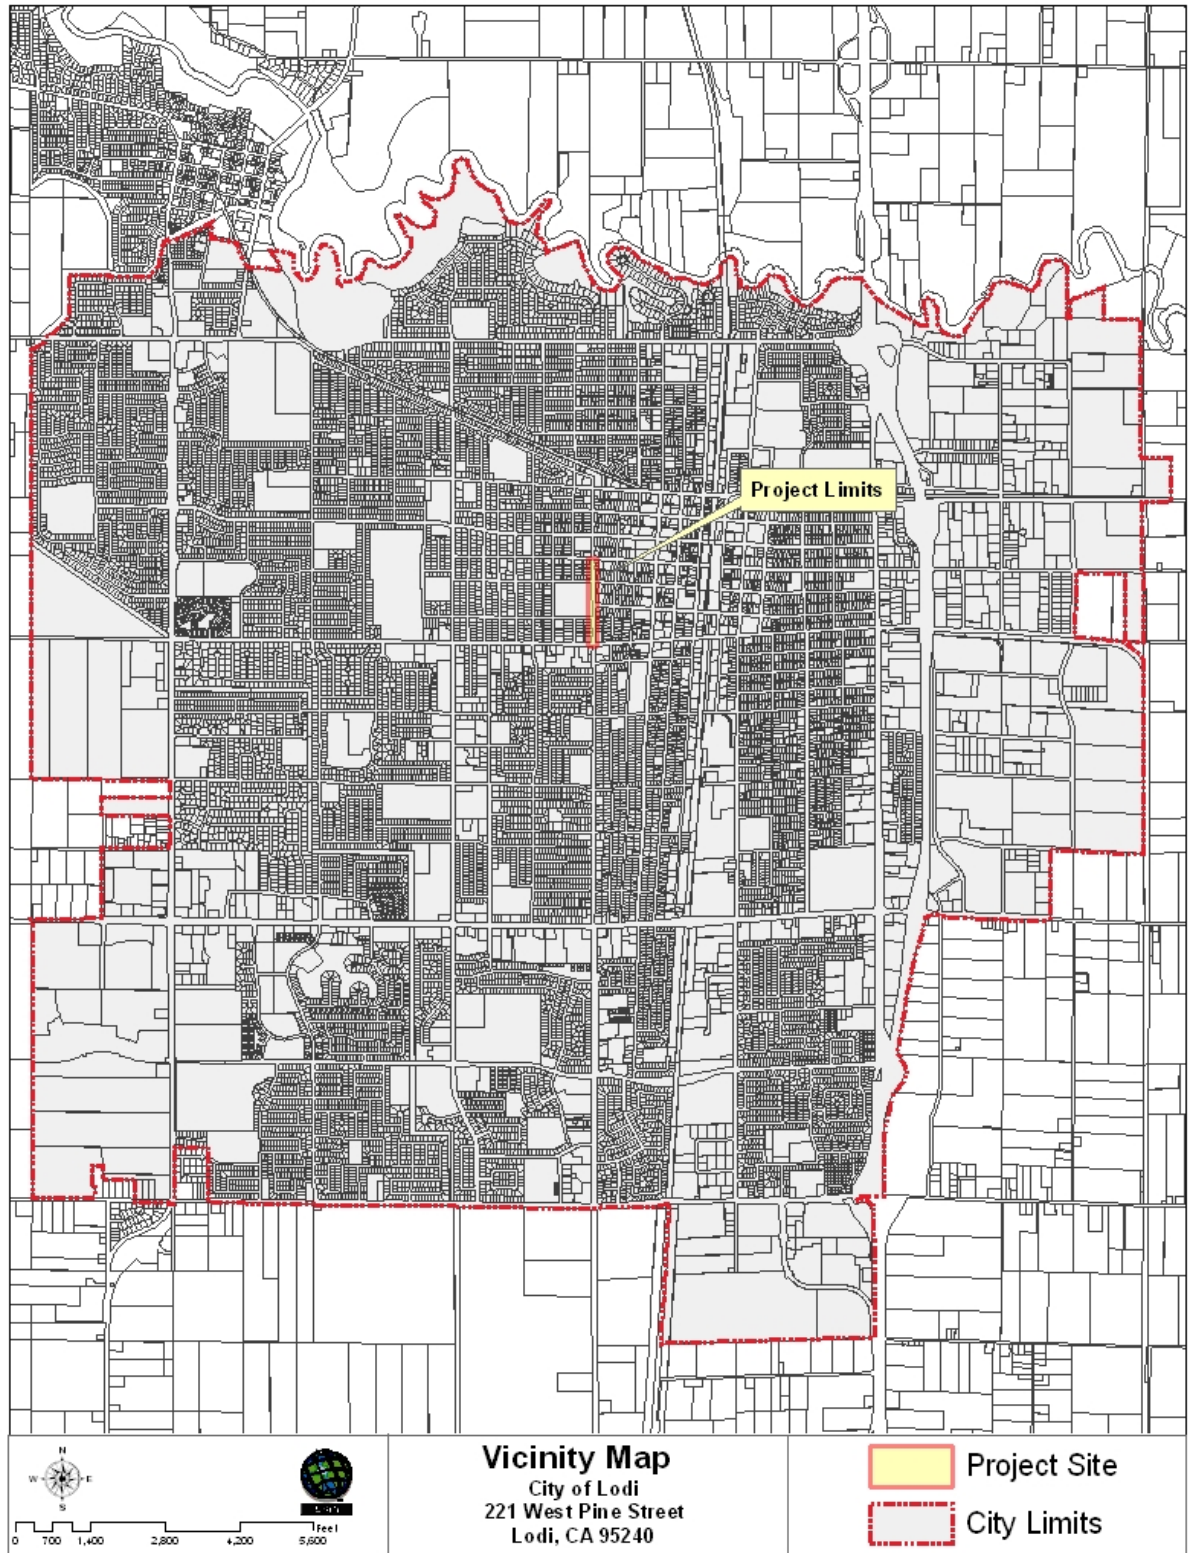 Project Limits
N
W E
S
0 700 1,400 2,800 4,200 5,600
Feet
Vicinity Map
City of Lodi
221 West Pine Street
Lodi, CA 95240
Project Site
City Limits